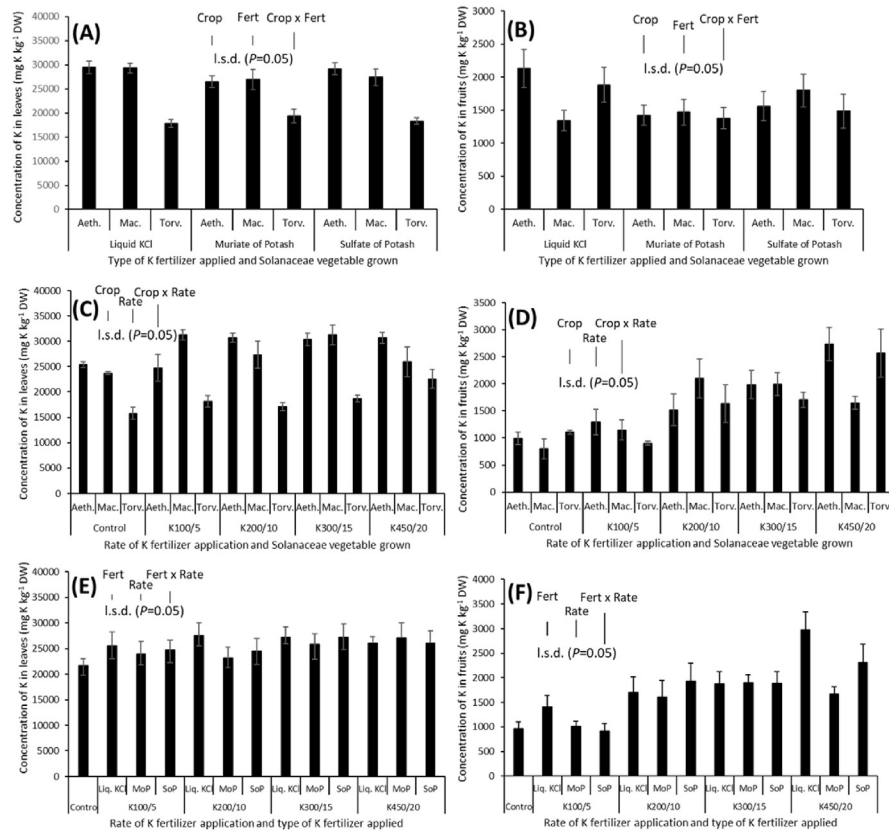 (A)
Crop Fert Crop x Fert
l.s.d. (P=0.05)
Concentration of K in leaves (mg K kg-1 DW)
40000
35000
30000
25000
20000
15000
10000
5000
0
Aeth. Mac. Torv. Aeth. Mac. Torv. Aeth. Mac. Torv.
Liquid KCl Muriate of Potash Sulfate of Potash
Type of K fertilizer applied and Solanaceae vegetable grown
(B)
Crop Fert Crop x Fert
l.s.d. (P=0.05)
Concentration of K in fruits (mg K kg-1 DW)
3000
2500
2000
1500
1000
500
0
Aeth. Mac. Torv. Aeth. Mac. Torv. Aeth. Mac. Torv.
Liquid KCl Muriate of Potash Sulfate of Potash
Type of K fertilizer applied and Solanaceae vegetable grown
(C)
Crop
Rate Crop x Rate
l.s.d. (P=0.05)
Concentration of K in leaves (mg K kg-1 DW)
40000
35000
30000
25000
20000
15000
10000
5000
0
Aeth. Mac. Torv. Aeth. Mac. Torv. Aeth. Mac. Torv. Aeth. Mac. Torv. Aeth. Mac. Torv.
Control K100/5 K200/10 K300/15 K450/20
Rate of K fertilizer application and Solanaceae vegetable grown
(D)
Crop Crop x Rate
Rate
l.s.d. (P=0.05)
Concentration of K in fruits (mg K kg-1 DW)
3500
3000
2500
2000
1500
1000
500
0
Aeth. Mac. Torv. Aeth. Mac. Torv. Aeth. Mac. Torv. Aeth. Mac. Torv. Aeth. Mac. Torv.
Control K100/5 K200/10 K300/15 K450/20
Rate of K fertilizer application and Solanaceae vegetable grown
(E)
Fert Fert x Rate
Rate
l.s.d. (P=0.05)
Concentration of K in leaves (mg K kg-1 DW)
40000
35000
30000
25000
20000
15000
10000
5000
0
Liq. KCl MoP SoP Liq. KCl MoP SoP Liq. KCl MoP SoP Liq. KCl MoP SoP
Contro K100/5 K200/10 K300/15 K450/20
Rate of K fertilizer application and type of K fertilizer applied
(F)
Fert Fert x Rate
Rate
l.s.d. (P=0.05)
Concentration of K in fruits (mg K kg-1 DW)
4000
3500
3000
2500
2000
1500
1000
500
0
Liq. KCl MoP SoP Liq. KCl MoP SoP Liq. KCl MoP SoP Liq. KCl MoP SoP
Control K100/5 K200/10 K300/15 K450/20
Rate of K fertilizer application and type of K fertilizer applied